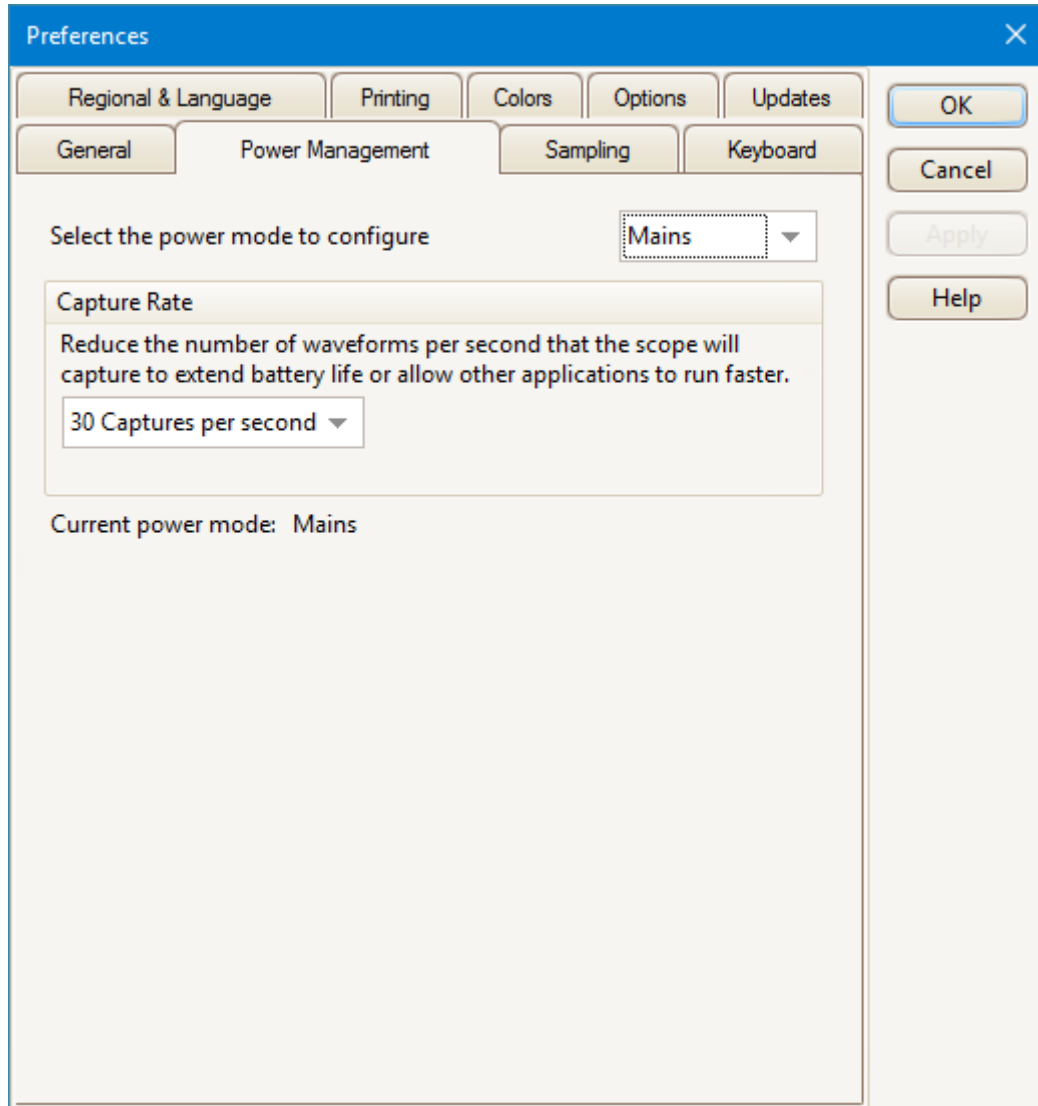 Preferences
Regional & Language Printing Colors Options Updates
General Power Management Sampling Keyboard
OK
Cancel
Apply
Help
Select the power mode to configure Mains
Capture Rate
Reduce the number of waveforms per second that the scope will
capture to extend battery life or allow other applications to run faster.
30 Captures per second
Current power mode: Mains